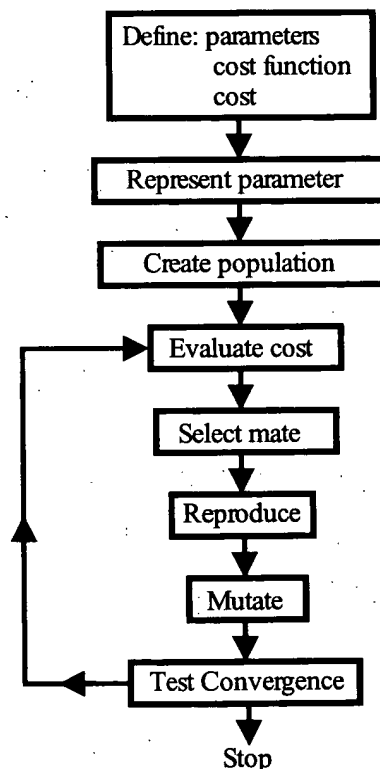 Define: parameters
cost function
cost
Represent parameter
Create population
Evaluate cost
Select mate
Reproduce
Mutate
Test Convergence
Stop